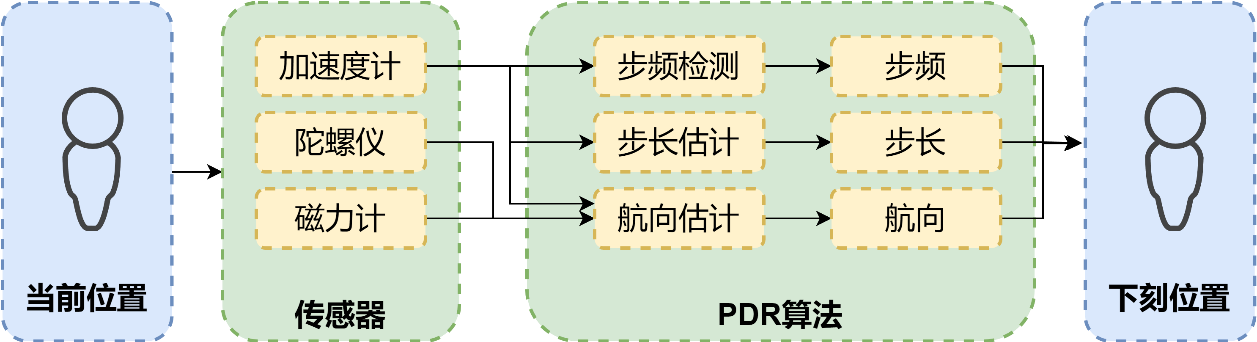 加速度计
步频检测
步频
陀螺仪
步长估计
步长
磁力计
航向估计
航向
当前位置
传感器
PDR算法
下刻位置